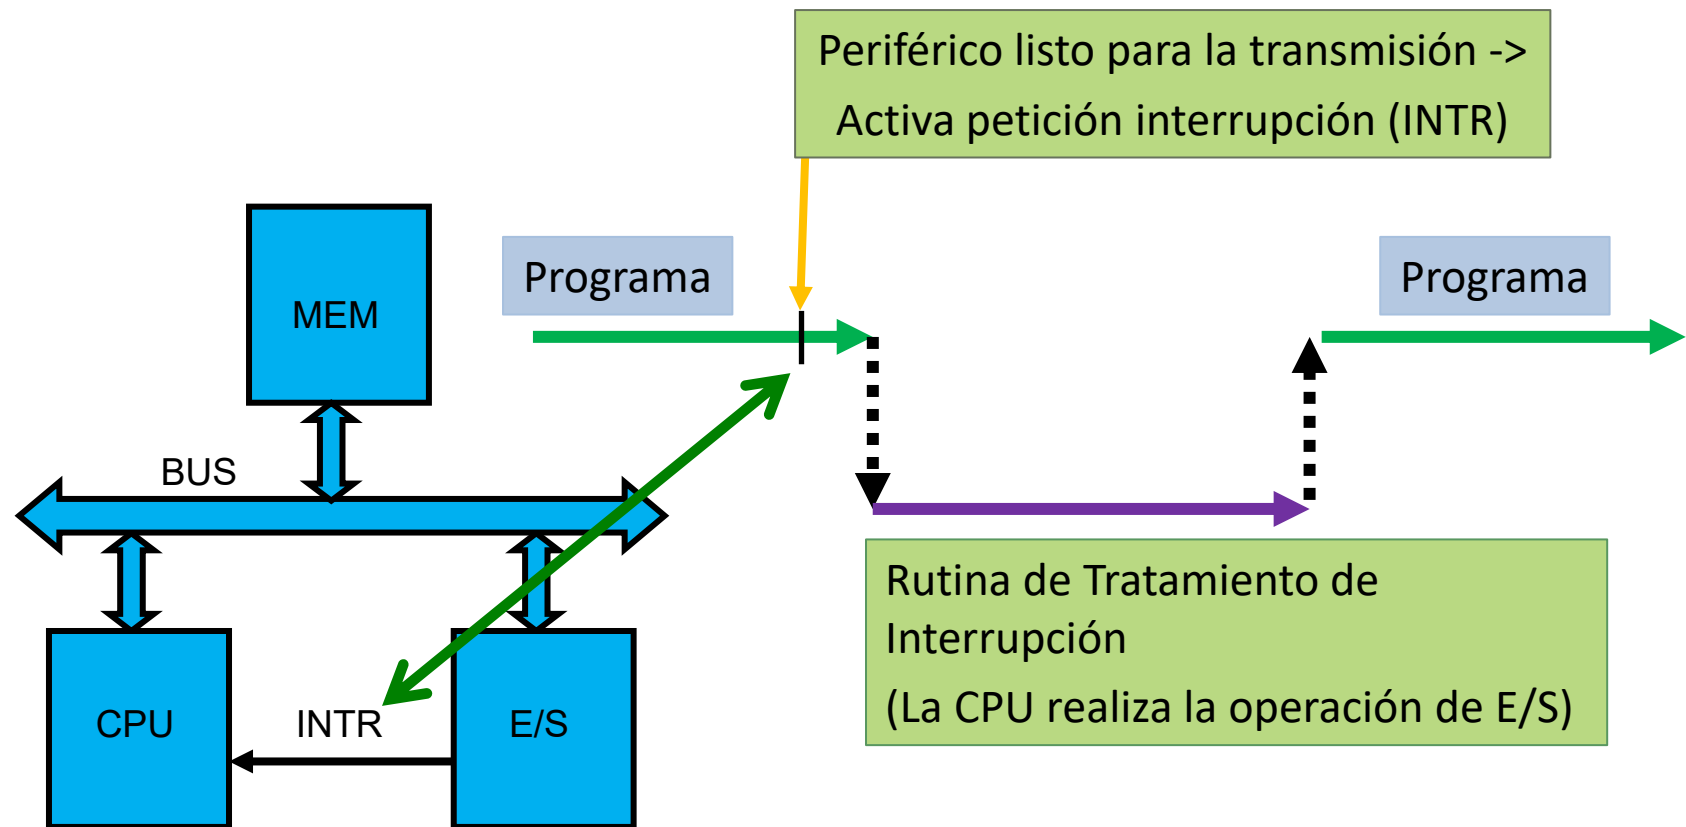 Periférico listo para la transmisión ->
Activa petición interrupción (INTR)
Programa
Programa
MEM
BUS
CPU
INTR
E/S
Rutina de Tratamiento de
Interrupción
(La CPU realiza la operación de E/S)